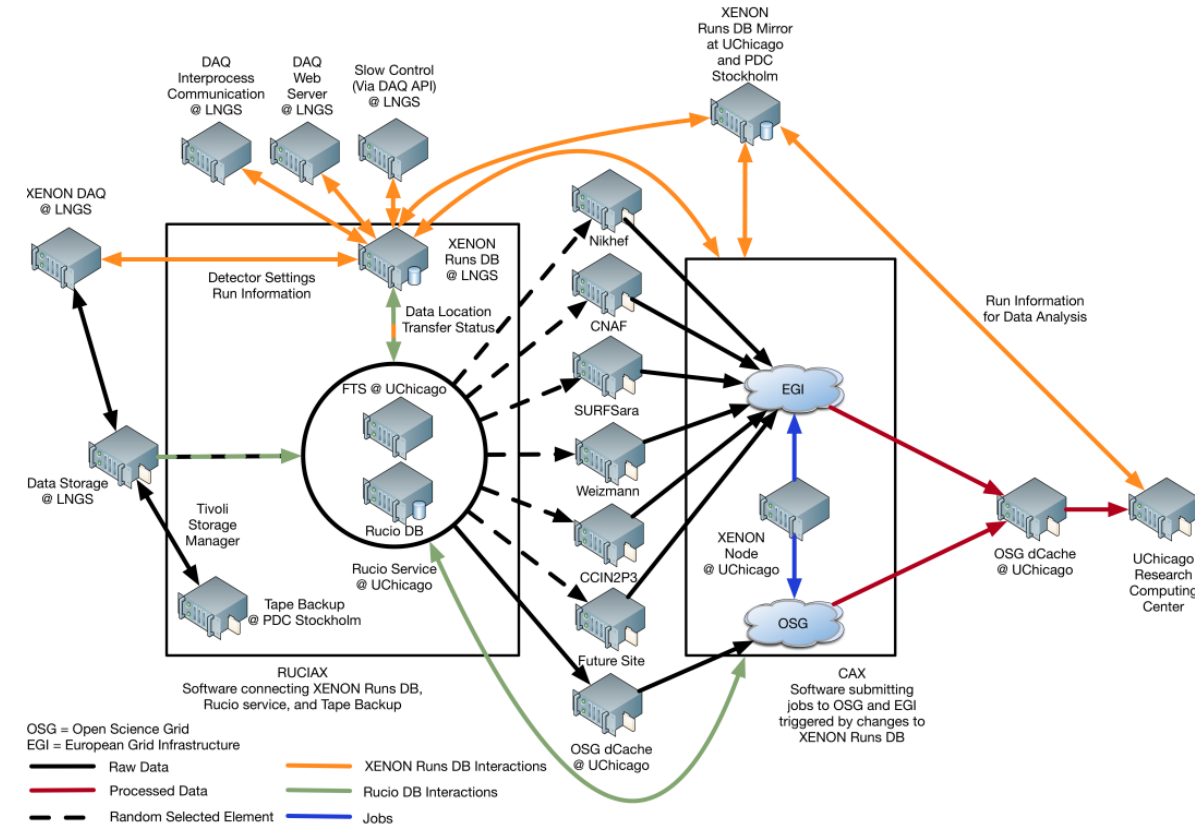 XENON
Runs DB Mirror
at UChicago
and PDC
Stockholm
DAQ
Interprocess
Communication
@ LNGS
DAQ
Web
Server
@ LNGS
Slow Control
(Via DAQ API)
@ LNGS
XENON DAQ
@ LNGS
XENON
Runs DB
@ LNGS
Detector Settings
Run Information
Data Location
Transfer Status
Nikhef
CNAF
SURFSara
Weizmann
CCIN2P3
Future Site
OSG dCache
@ UChicago
Run Information
for Data Analysis
FTS @ UChicago
Rucio DB
Rucio Service
@ UChicago
Data Storage
@ LNGS
Tivoli
Storage
Manager
Tape Backup
@ PDC Stockholm
EGI
XENON
Node
@ UChicago
OSG
OSG dCache
@ UChicago
UChicago
Research
Computing
Center
RUCIAX
Software connecting XENON Runs DB,
Rucio service, and Tape Backup
CAX
Software submitting
jobs to OSG and EGI
triggered by changes to
XENON Runs DB
OSG = Open Science Grid
EGI = European Grid Infrastructure
Raw Data
Processed Data
Random Selected Element
XENON Runs DB Interactions
Rucio DB Interactions
Jobs